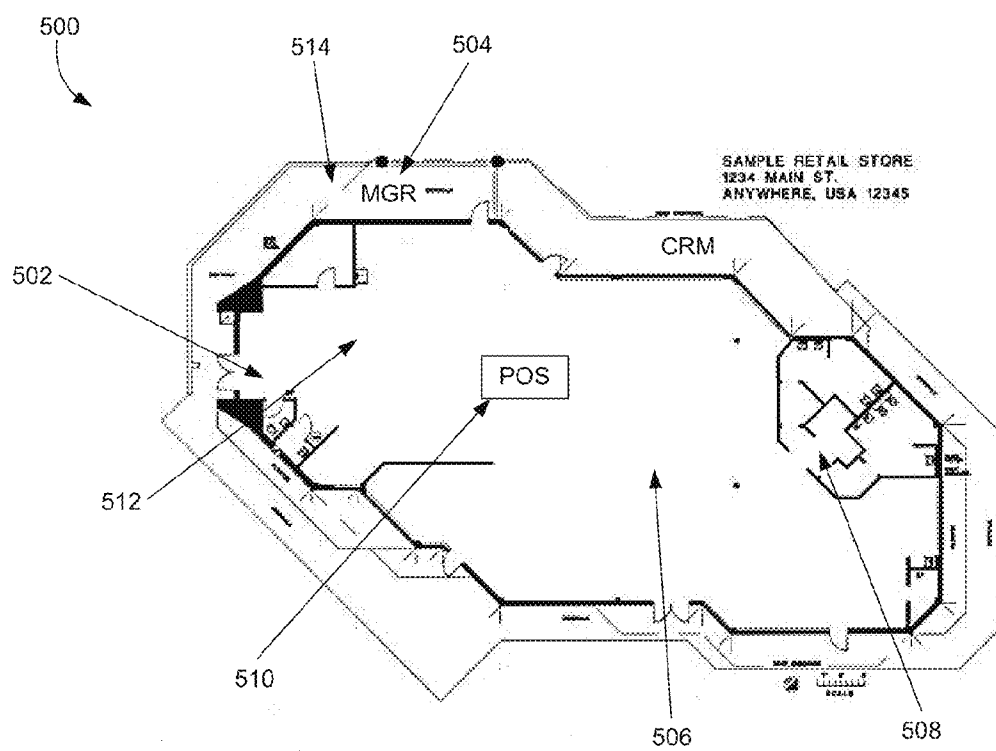 500
514
504
SAMPLE RETAIL STORE
1234 MAIN ST.
ANYWHERE, USA 12345
MGR
CRM
502
POS
512
510
506
508
SCALE